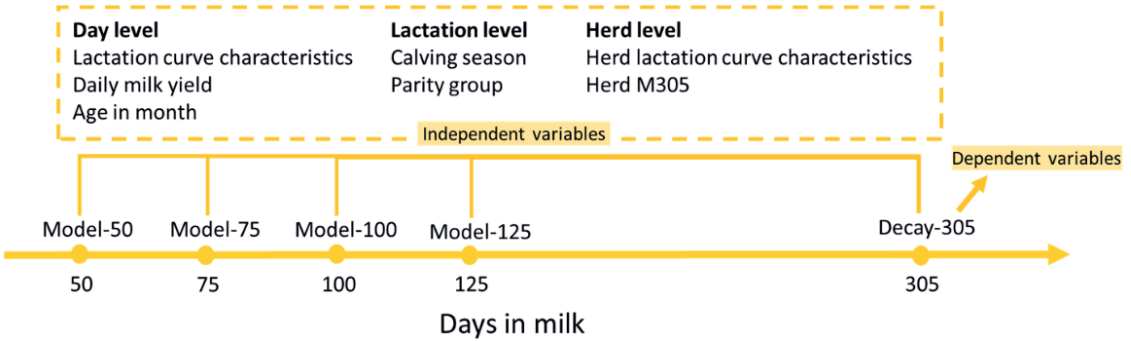 Day level
Lactation curve characteristics
Daily milk yield
Age in month
Lactation level
Calving season
Parity group
Herd level
Herd lactation curve characteristics
Herd M305
Independent variables
Dependent variables
Model-50
Model-75
Model-100
Model-125
Decay-305
50
75
100
125
305
Days in milk